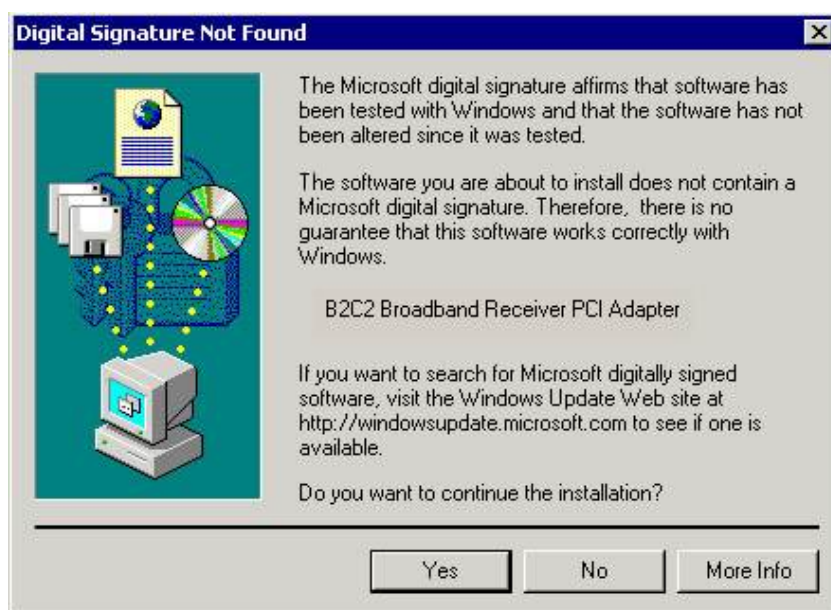 Digital Signature Not Found
The Microsoft digital signature affirms that software has
been tested with Windows and that the software has not
been altered since it was tested.
The software you are about to install does not contain a
Microsoft digital signature. Therefore, there is no
guarantee that this software works correctly with
Windows.
B2C2 Broadband Receiver PCI Adapter
If you want to search for Microsoft digitally signed
software, visit the Windows Update Web site at
http://windowsupdate.microsoft.com to see if one is
available.
Do you want to continue the installation?
Yes
No
More Info